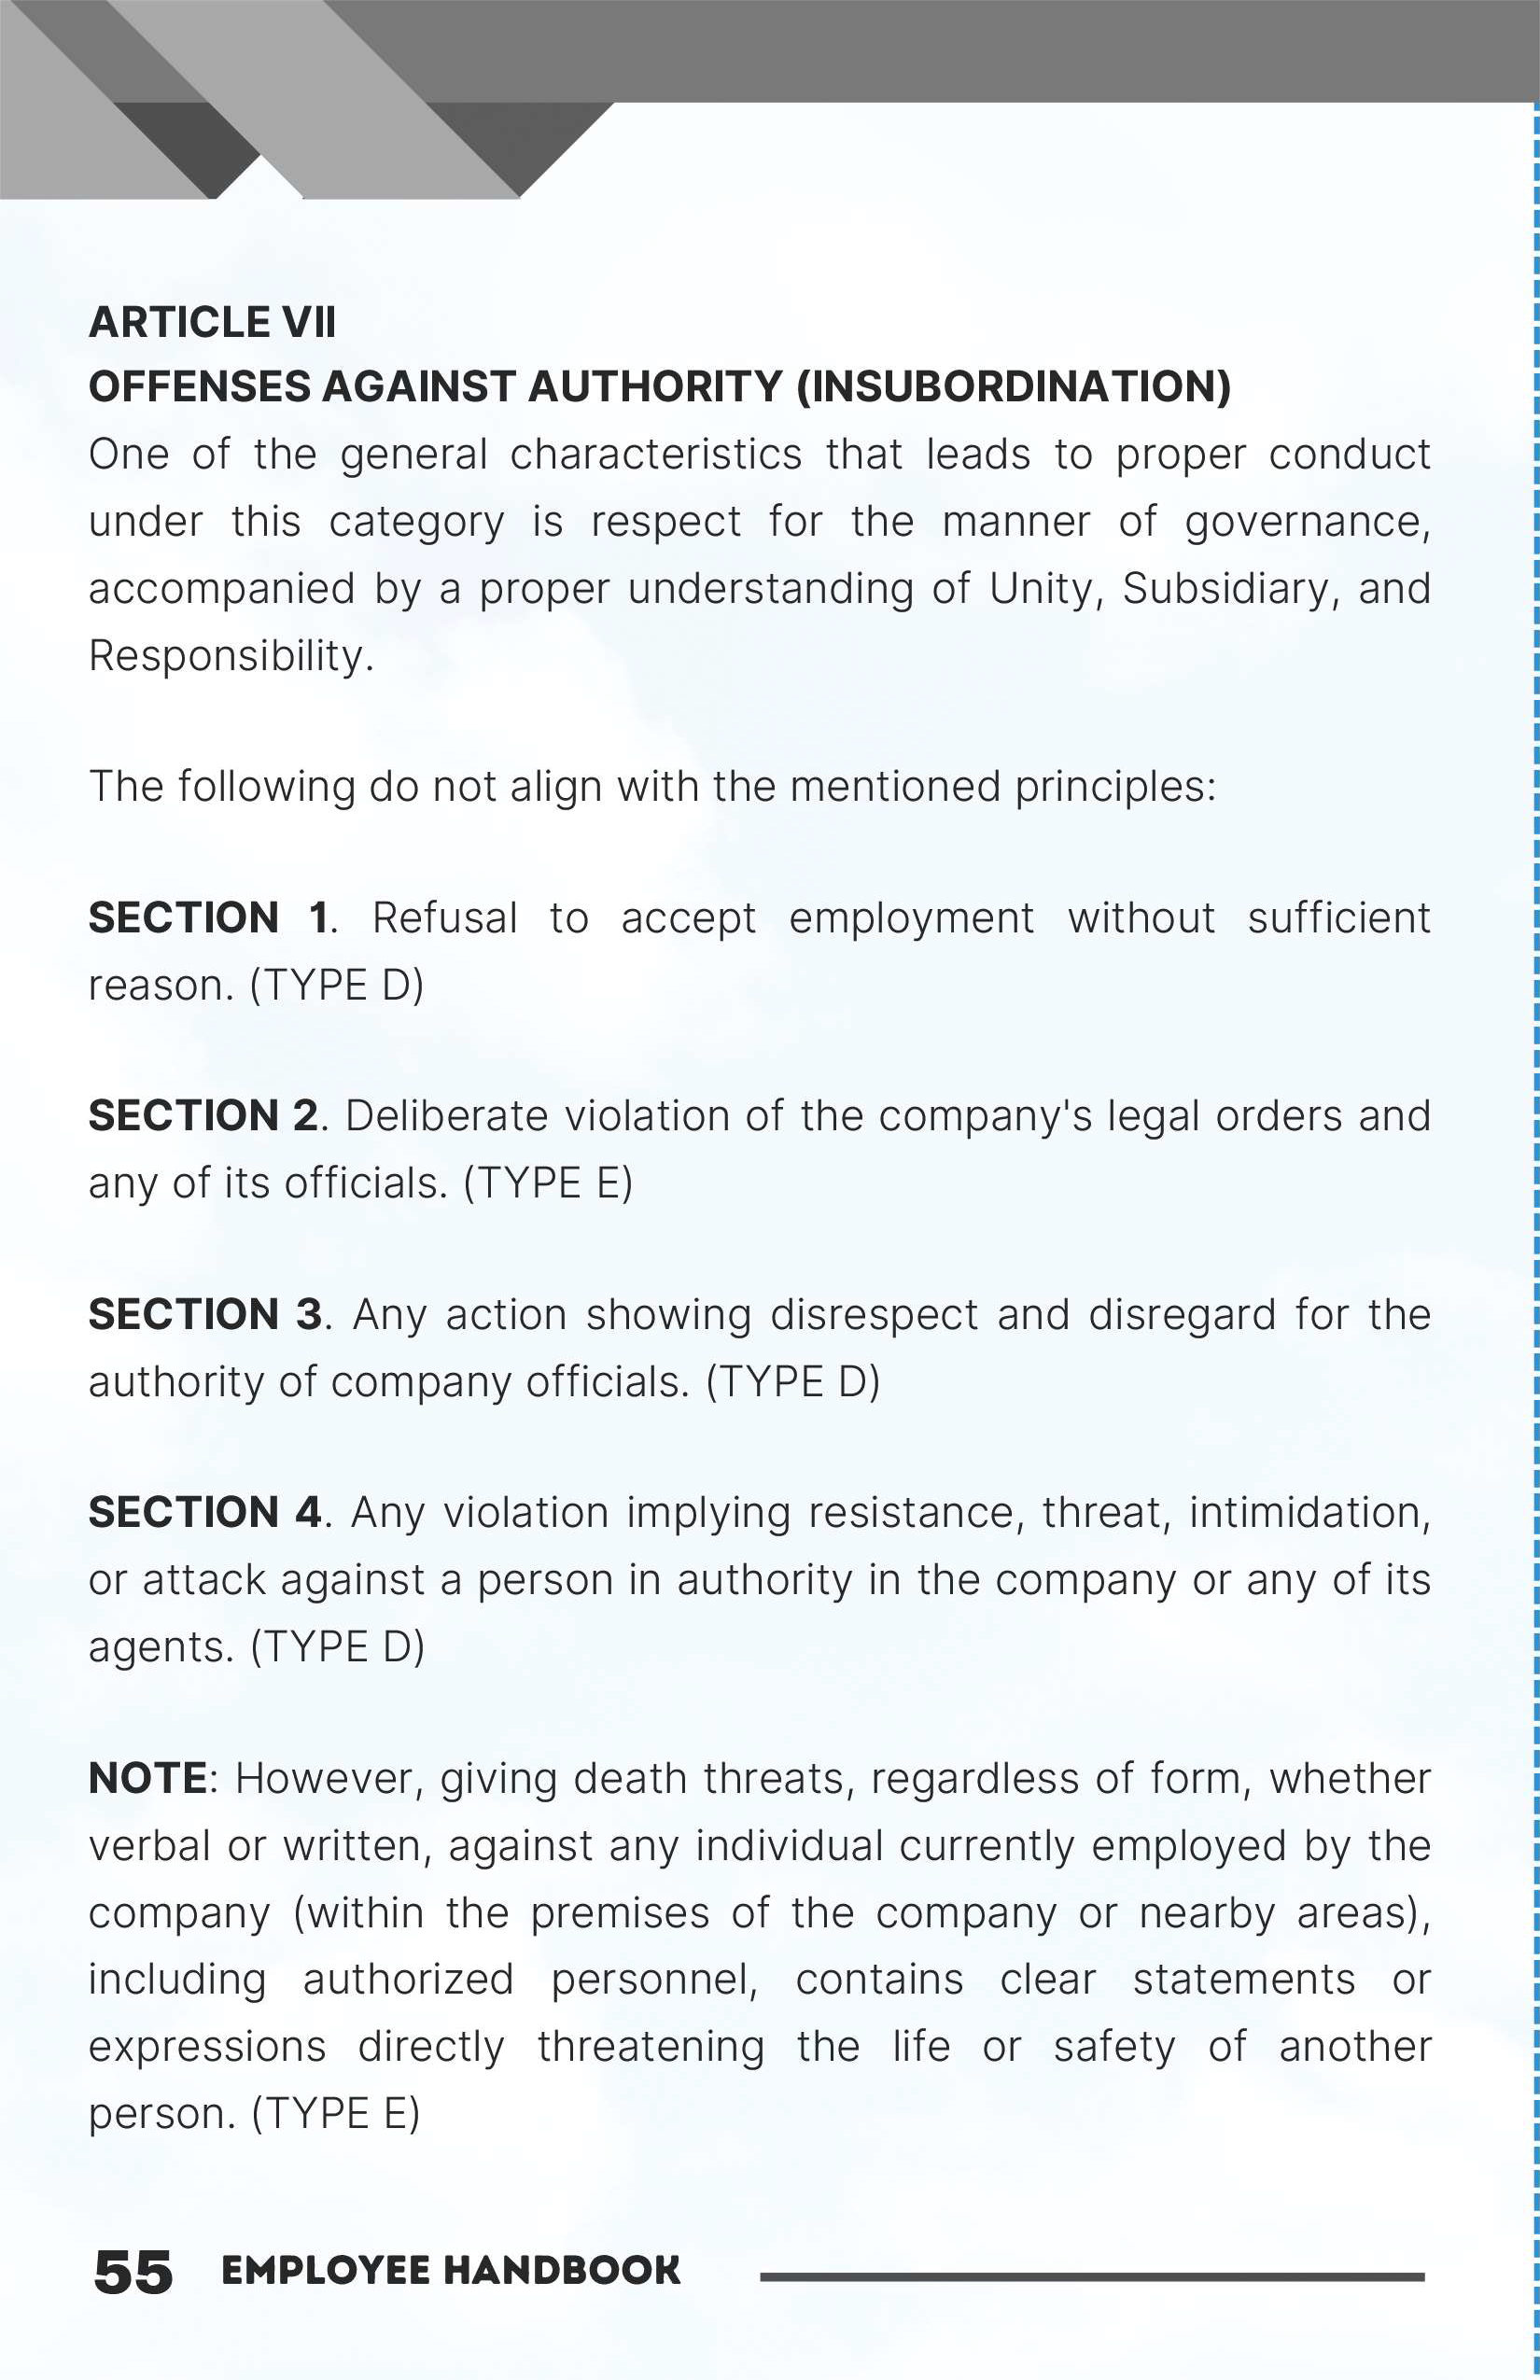 ARTICLE VII
OFFENSES AGAINST AUTHORITY (INSUBORDINATION)
One of the general characteristics that leads to proper conduct
under this category is respect for the manner of governance,
accompanied by a proper understanding of Unity, Subsidiary, and
Responsibility.
The following do not align with the mentioned principles:
SECTION 1. Refusal to accept employment without sufficient
reason. (TYPE D)
SECTION 2. Deliberate violation of the company's legal orders and
any of its officials. (TYPE E)
SECTION 3. Any action showing disrespect and disregard for the
authority of company officials. (TYPE D)
SECTION 4. Any violation implying resistance, threat, intimidation,
or attack against a person in authority in the company or any of its
agents. (TYPE D)
NOTE: However, giving death threats, regardless of form, whether
verbal or written, against any individual currently employed by the
company (within the premises of the company or nearby areas),
including authorized personnel, contains clear statements or
expressions directly threatening the life or safety of another
person. (TYPE E)
55 EMPLOYEE HANDBOOK